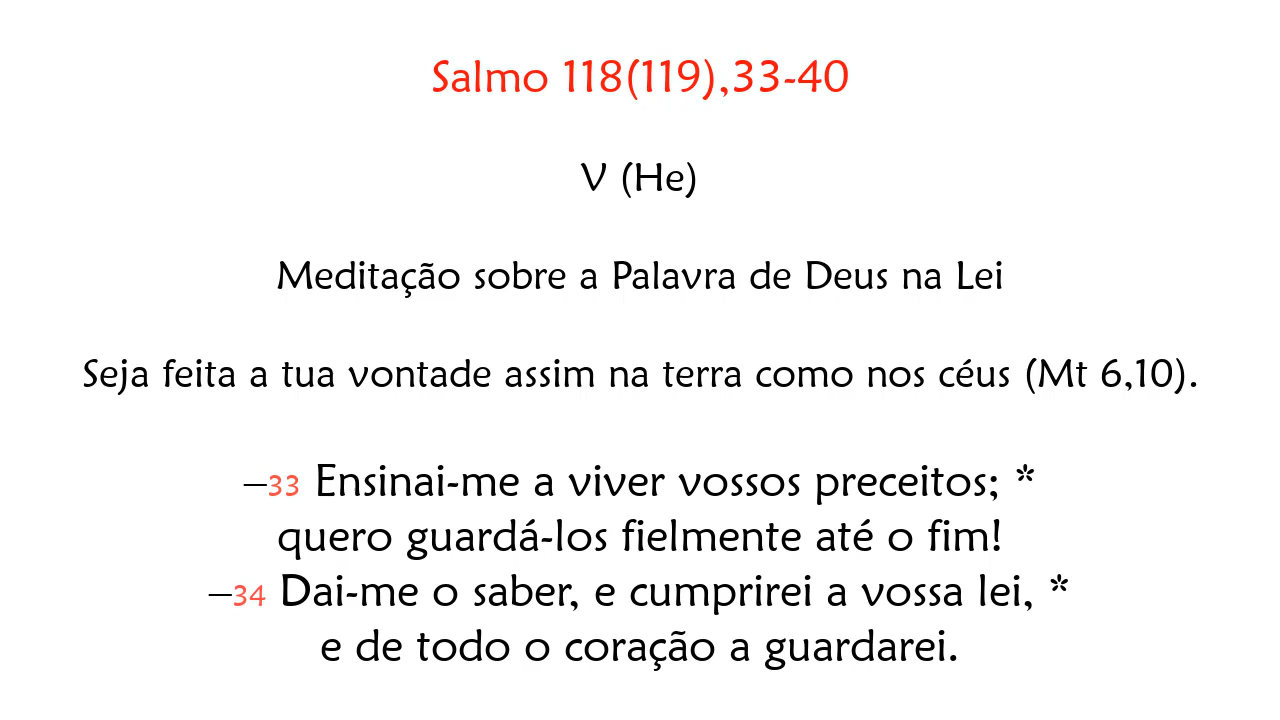 Salmo 118(119),33-40
V (He)
Meditação sobre a Palavra de Deus na Lei
Seja feita a tua vontade assim na terra como nos céus (Mt 6,10).
–33 Ensinai-me a viver vossos preceitos; *
quero guardá-los fielmente até o fim!
–34 Dai-me o saber, e cumprirei a vossa lei, *
e de todo o coração a guardarei.